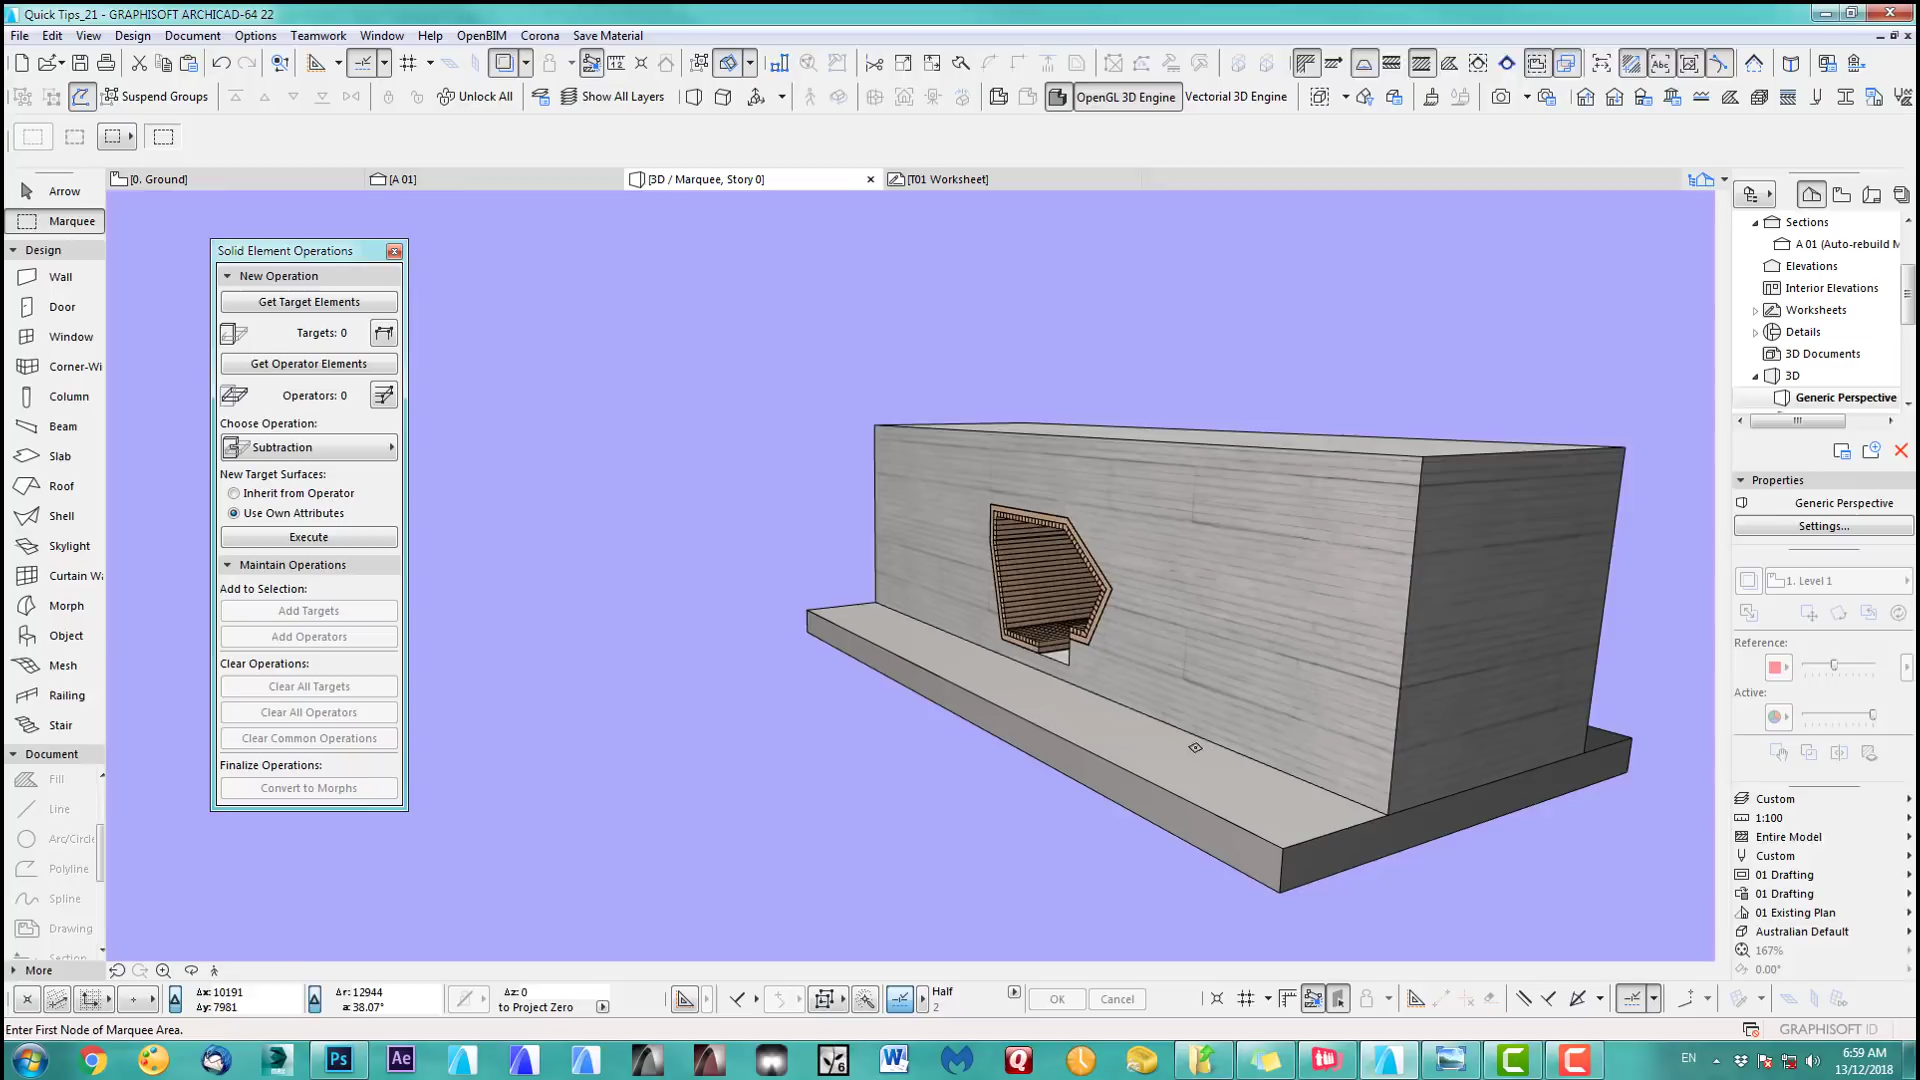 Quick Tips_21 - GRAPHISOFT ARCHICAD-64 22
File Edit View Design Document Options Teamwork Window Help OpenBIM Corona Save Material
Suspend Groups Unlock All Show All Layers OpenGL 3D Engine Vectorial 3D Engine
[0. Ground] [A 01] [3D / Marquee, Story 0] [T01 Worksheet]
Arrow
Marquee
Design
Wall
Door
Window
Corner-Wi
Column
Beam
Slab
Roof
Shell
Skylight
Curtain Wa
Morph
Object
Mesh
Railing
Stair
Document
Fill
Line
Arc/Circle
Polyline
Spline
Drawing
Section
More
Solid Element Operations
New Operation
Get Target Elements
Targets: 0
Get Operator Elements
Operators: 0
Choose Operation:
Subtraction
New Target Surfaces:
Inherit from Operator
Use Own Attributes
Execute
Maintain Operations
Add to Selection:
Add Targets
Add Operators
Clear Operations:
Clear All Targets
Clear All Operators
Clear Common Operations
Finalize Operations:
Convert to Morphs
Sections
A 01 (Auto-rebuild M
Elevations
Interior Elevations
Worksheets
Details
3D Documents
3D
Generic Perspective
Properties
Generic Perspective
Settings...
1. Level 1
Reference:
Active:
Custom
1:100
Entire Model
Custom
01 Drafting
01 Drafting
01 Existing Plan
Australian Default
167%
0.00°
Δx: 10191
Δy: 7981
Δr: 12944
a: 38.07°
Δz: 0
to Project Zero
Half
2
OK Cancel
Enter First Node of Marquee Area.
GRAPHISOFT ID
Ps Ae W Q
EN
6:59 AM
13/12/2018